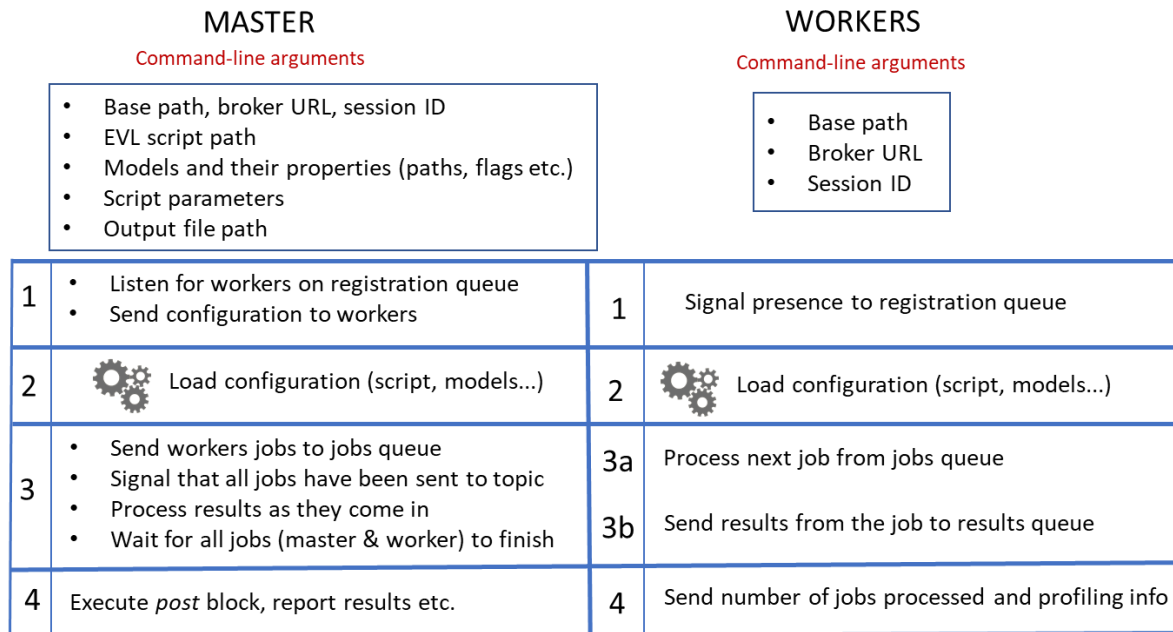 MASTER
Command-line arguments
• Base path, broker URL, session ID
• EVL script path
• Models and their properties (paths, flags etc.)
• Script parameters
• Output file path
WORKERS
Command-line arguments
• Base path
• Broker URL
• Session ID
1
• Listen for workers on registration queue
• Send configuration to workers
1
Signal presence to registration queue
2
Load configuration (script, models...)
2
Load configuration (script, models...)
3
• Send workers jobs to jobs queue
• Signal that all jobs have been sent to topic
• Process results as they come in
• Wait for all jobs (master & worker) to finish
3a
Process next job from jobs queue
3b
Send results from the job to results queue
4
Execute post block, report results etc.
4
Send number of jobs processed and profiling info